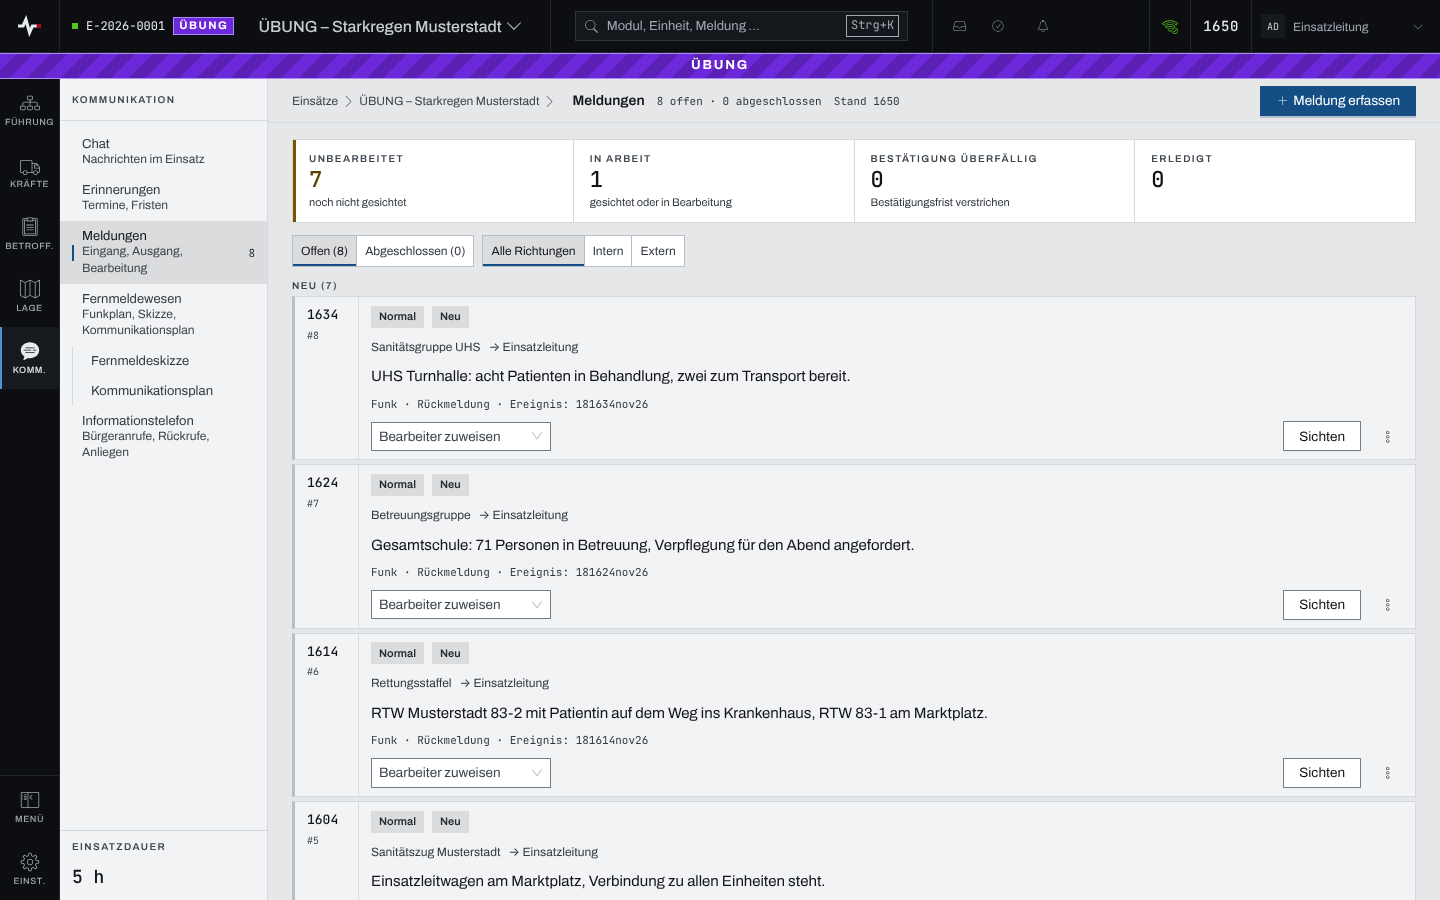 E-2026-0001 ÜBUNG ÜBUNG – Starkregen Musterstadt Modul, Einheit, Meldung ... Strg+K 1650 AD Einsatzleitung
ÜBUNG
FÜHRUNG
KRÄFTE
BETROFF.
LAGE
KOMM.
MENÜ
EINST.
KOMMUNIKATION
Chat
Nachrichten im Einsatz
Erinnerungen
Termine, Fristen
Meldungen
Eingang, Ausgang,
Bearbeitung
8
Fernmeldewesen
Funkplan, Skizze,
Kommunikationsplan
Fernmeldeskizze
Kommunikationsplan
Informationstelefon
Bürgeranrufe, Rückrufe,
Anliegen
EINSATZDAUER
5 h
Einsätze ÜBUNG – Starkregen Musterstadt Meldungen 8 offen · 0 abgeschlossen Stand 1650
+ Meldung erfassen
UNBEARBEITET
7
noch nicht gesichtet
IN ARBEIT
1
gesichtet oder in Bearbeitung
BESTÄTIGUNG ÜBERFÄLLIG
0
Bestätigungsfrist verstrichen
ERLEDIGT
0
Offen (8) Abgeschlossen (0) Alle Richtungen Intern Extern
NEU (7)
1634
#8
Normal Neu
Sanitätsgruppe UHS → Einsatzleitung
UHS Turnhalle: acht Patienten in Behandlung, zwei zum Transport bereit.
Funk · Rückmeldung · Ereignis: 181634nov26
Bearbeiter zuweisen Sichten
1624
#7
Normal Neu
Betreuungsgruppe → Einsatzleitung
Gesamtschule: 71 Personen in Betreuung, Verpflegung für den Abend angefordert.
Funk · Rückmeldung · Ereignis: 181624nov26
Bearbeiter zuweisen Sichten
1614
#6
Normal Neu
Rettungsstaffel → Einsatzleitung
RTW Musterstadt 83-2 mit Patientin auf dem Weg ins Krankenhaus, RTW 83-1 am Marktplatz.
Funk · Rückmeldung · Ereignis: 181614nov26
Bearbeiter zuweisen Sichten
1604
#5
Normal Neu
Sanitätszug Musterstadt → Einsatzleitung
Einsatzleitwagen am Marktplatz, Verbindung zu allen Einheiten steht.